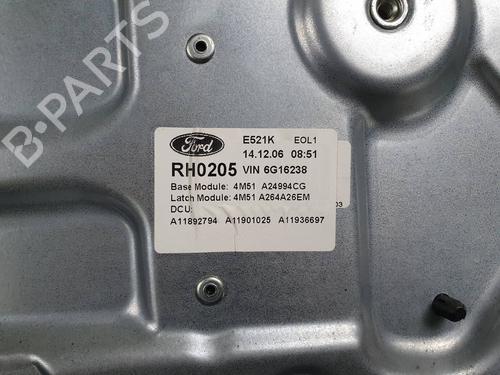 Ford
E521K EOL1
14.12.06 08:51
RH0205 VIN 6G16238
Base Module: 4M51 A24994CG
Latch Module: 4M51 A264A26EM
DCU:
A11892794 A11901025 A11936697
03
B-PARTS